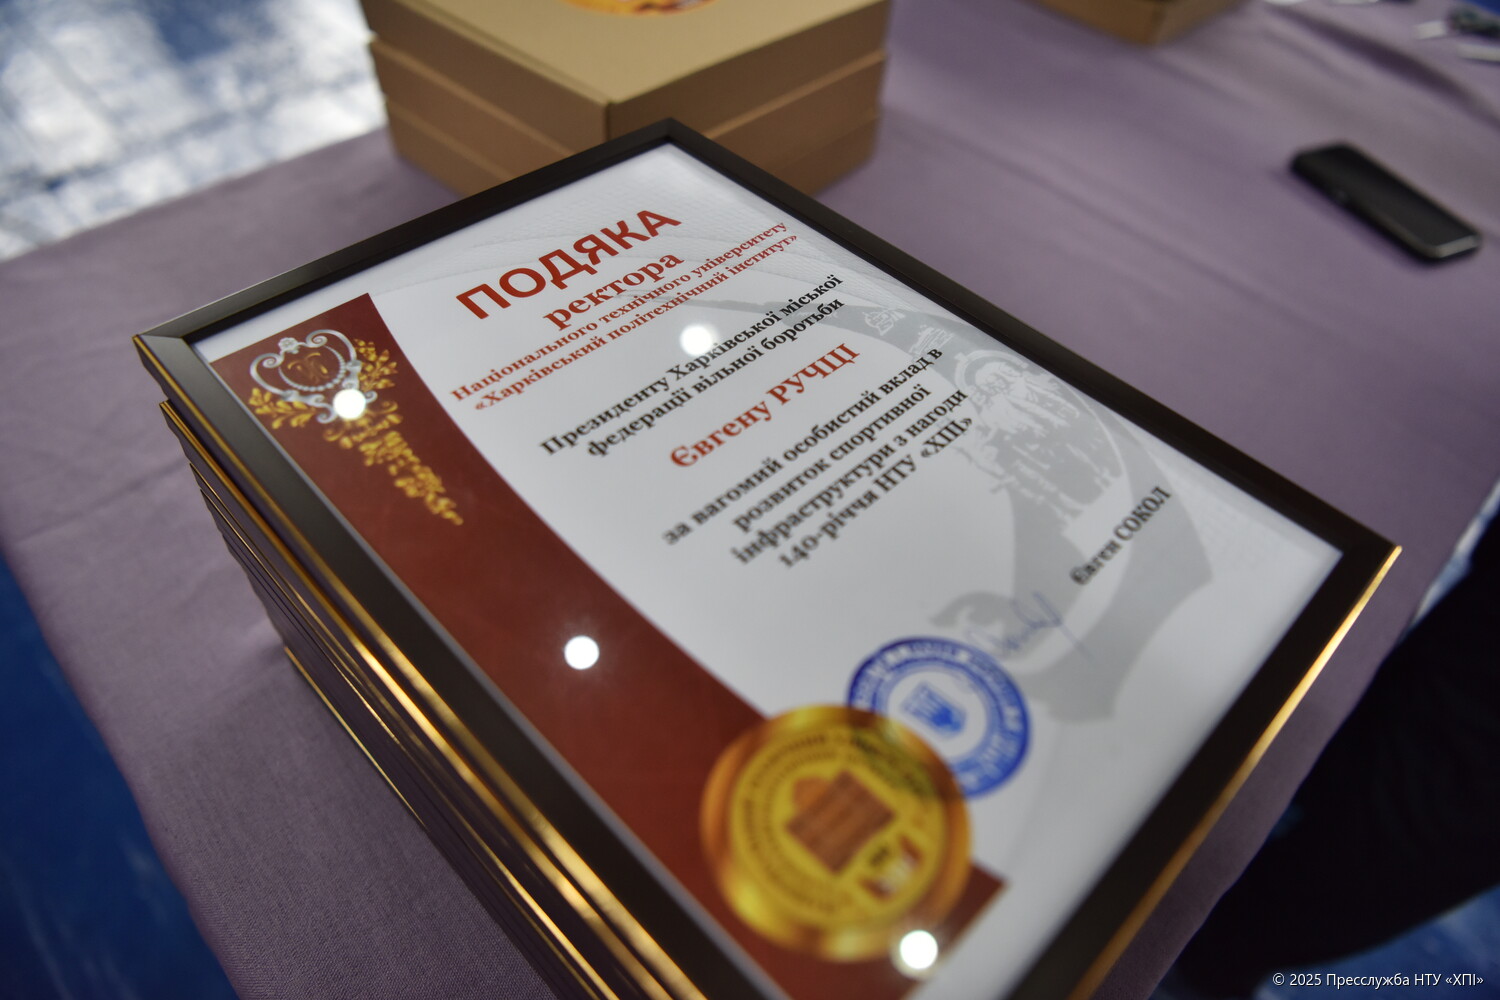 ПОДЯКА
ректора
Національного технічного університету
«Харківський політехнічний інститут»
Президенту Харківської міської
федерації вільної боротьби
Євгену РУЧЦІ
за вагомий особистий вклад в
розвиток спортивної
інфраструктури з нагоди
140-річчя НТУ «ХПІ»
Євген СОКОЛ
© 2025 Пресслужба НТУ «ХПІ»